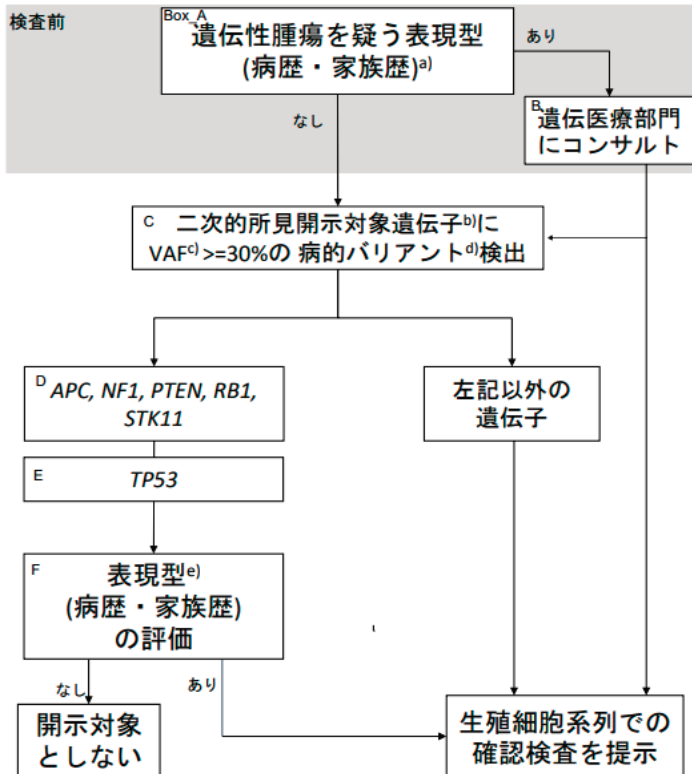 検査前
Box_A
遺伝性腫瘍を疑う表現型
(病歴・家族歴)a)
あり
なし
B
遺伝医療部門
にコンサルト
C 二次的所見開示対象遺伝子b)に
VAFc) >=30%の 病的バリアントd)検出
D
APC, NF1, PTEN, RB1,
STK11
左記以外の
遺伝子
E TP53
F
表現型e)
(病歴・家族歴)
の評価
なし
あり
開示対象
としない
生殖細胞系列での
確認検査を提示